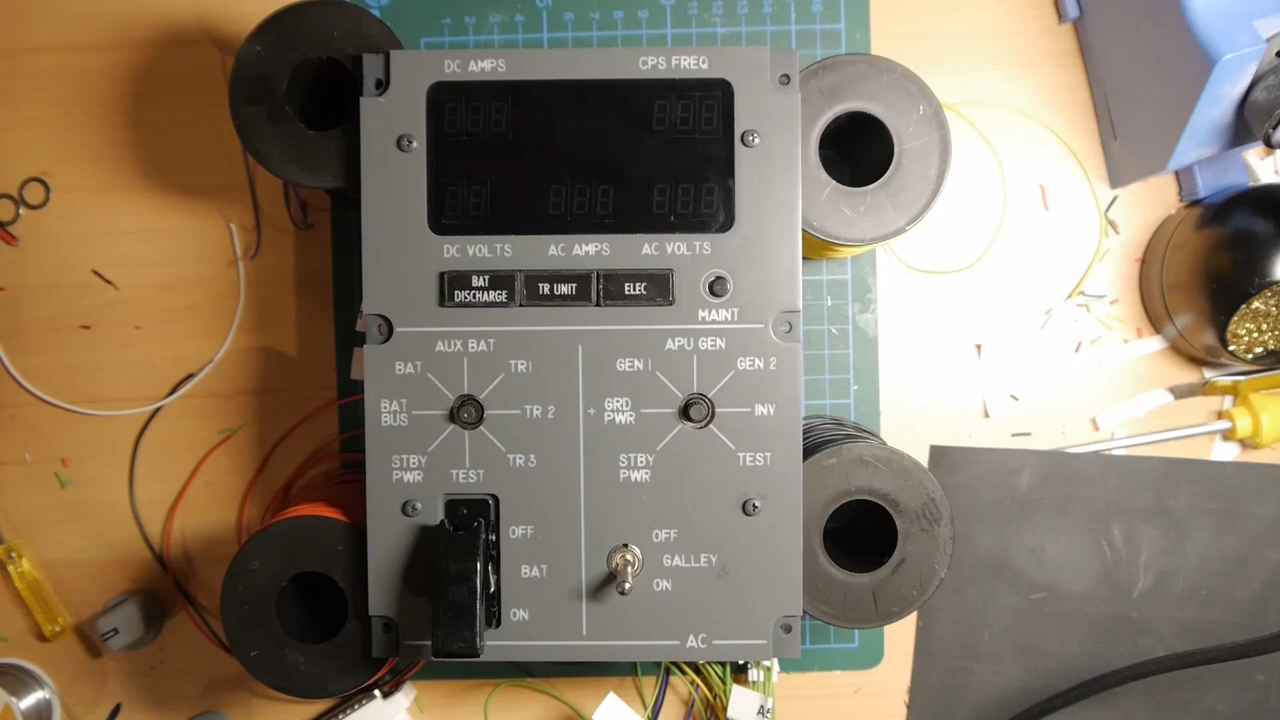 DC AMPS
CPS FREQ
DC VOLTS
AC AMPS
AC VOLTS
BAT
DISCHARGE
TR UNIT
ELEC
MAINT
AUX BAT
BAT
TR1
BAT
BUS
TR 2
STBY
PWR
TEST
TR3
APU GEN
GEN 1
GEN 2
+ GRD
PWR
INV
STBY
PWR
TEST
OFF
BAT
ON
OFF
GALLEY
ON
AC